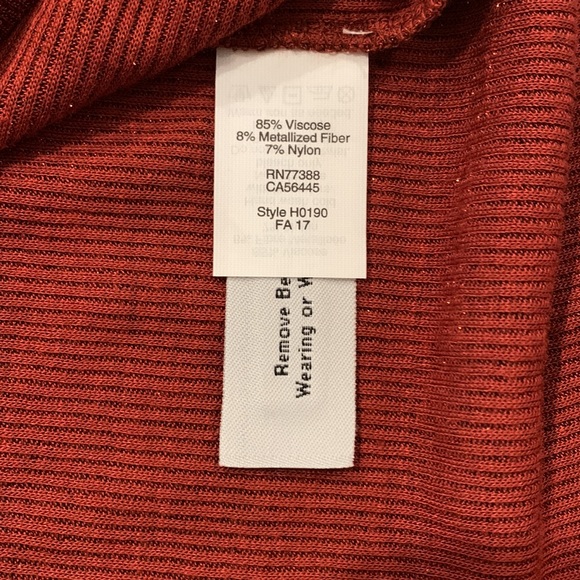 85% Viscose
8% Metallized Fiber
7% Nylon
RN77388
CA56445
Style H0190
FA 17
Remove Be
Wearing or